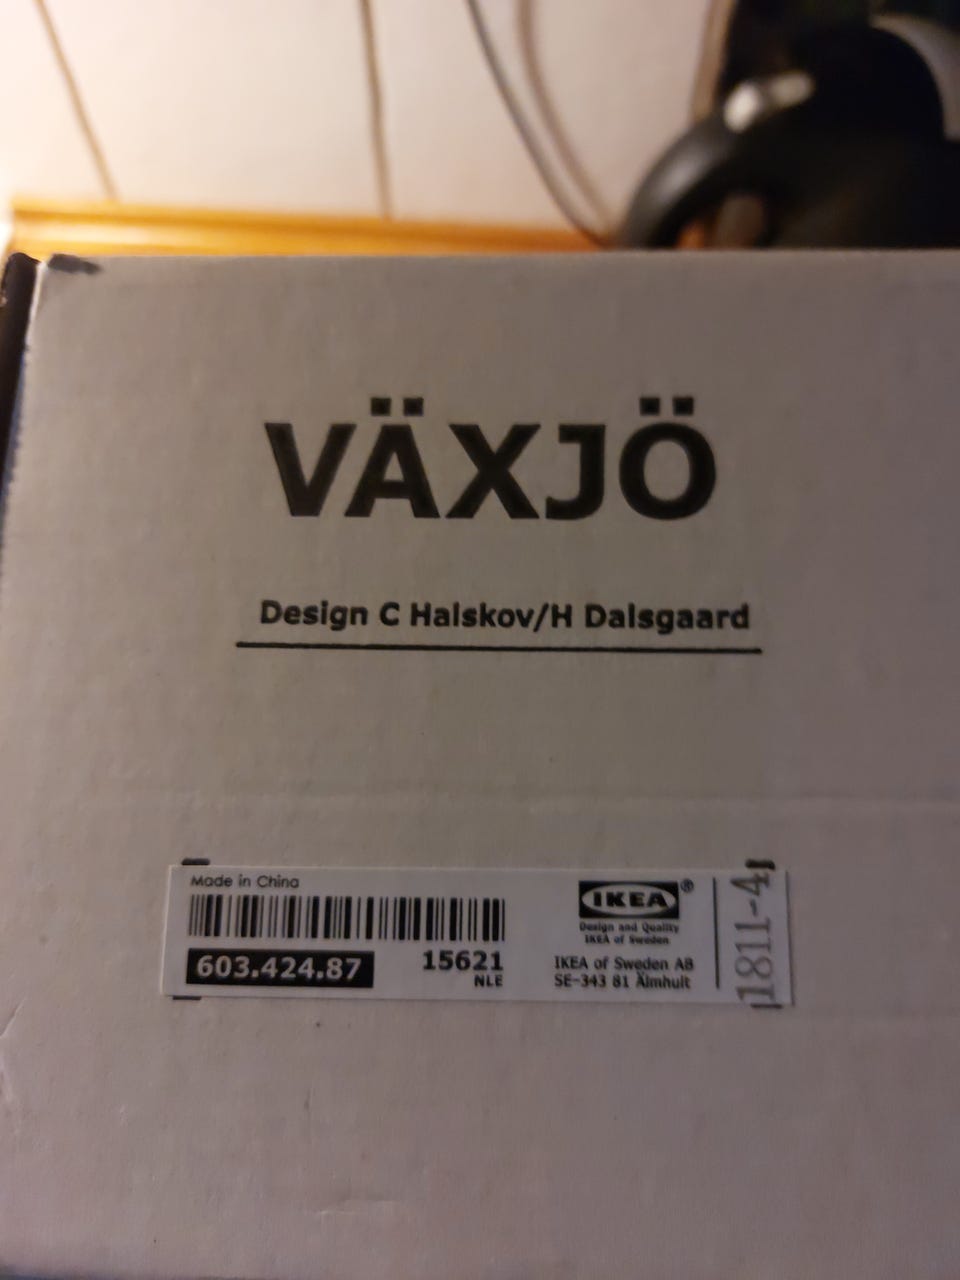 VÄXJÖ
Design C Halskov/H Dalsgaard
Made in China
603.424.87
15621
NLE
IKEA®
Design and Quality
IKEA of Sweden
IKEA of Sweden AB
SE-343 81 Älmhult
1811-4